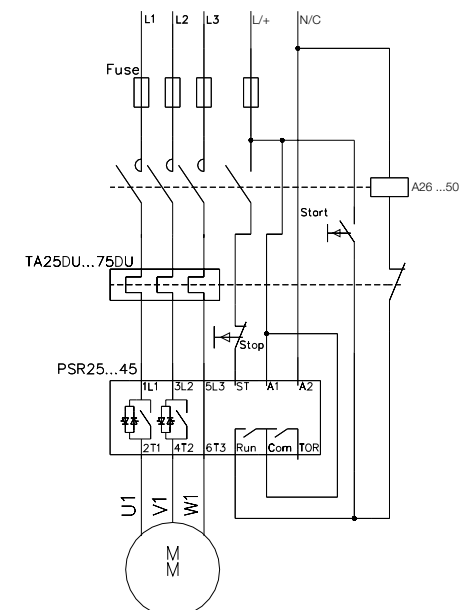 L1 L2 L3 L/+ N/C
Fuse
A26 ...50
Start
TA25DU...75DU
Stop
PSR25...45
1L1 3L2 5L3 ST A1 A2
2T1 4T2 6T3 Run Com TOR
U1 V1 W1
M
M